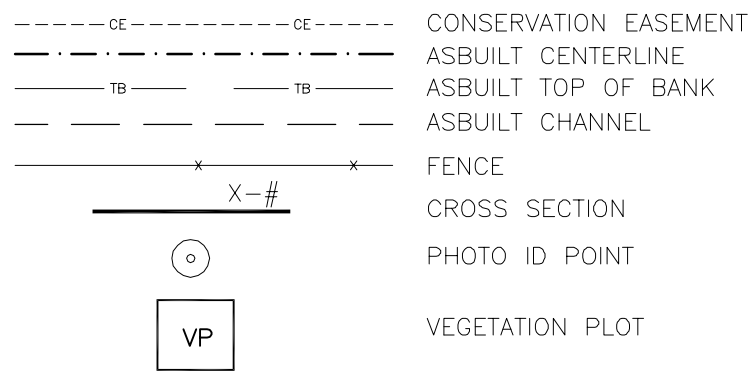 CE CE CONSERVATION EASEMENT
ASBUILT CENTERLINE
TB TB ASBUILT TOP OF BANK
ASBUILT CHANNEL
X X FENCE
X-#
CROSS SECTION
PHOTO ID POINT
VP VEGETATION PLOT